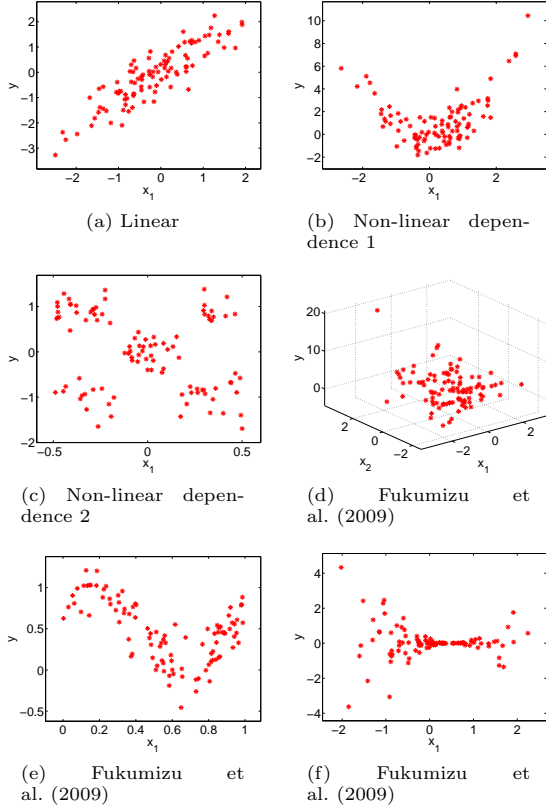 1
2
y
0
−1
−2
−3
−2 −1 0 1 2
x1
(a) Linear
10
8
6
y
4
2
0
−2
−2 0 2
x1
(b) Non-linear depen-
dence 1
1
y
0
−1
−2
−0.5 0 0.5
x1
(c) Non-linear depen-
dence 2
20
10
y
0
2
0
−2
x2
−2
0
2
x1
(d) Fukumizu et
al. (2009)
1
0.5
y
0
−0.5
0 0.2 0.4 0.6 0.8 1
x1
(e) Fukumizu et
al. (2009)
4
2
y
0
−2
−4
−2 −1 0 1 2
x1
(f) Fukumizu et
al. (2009)